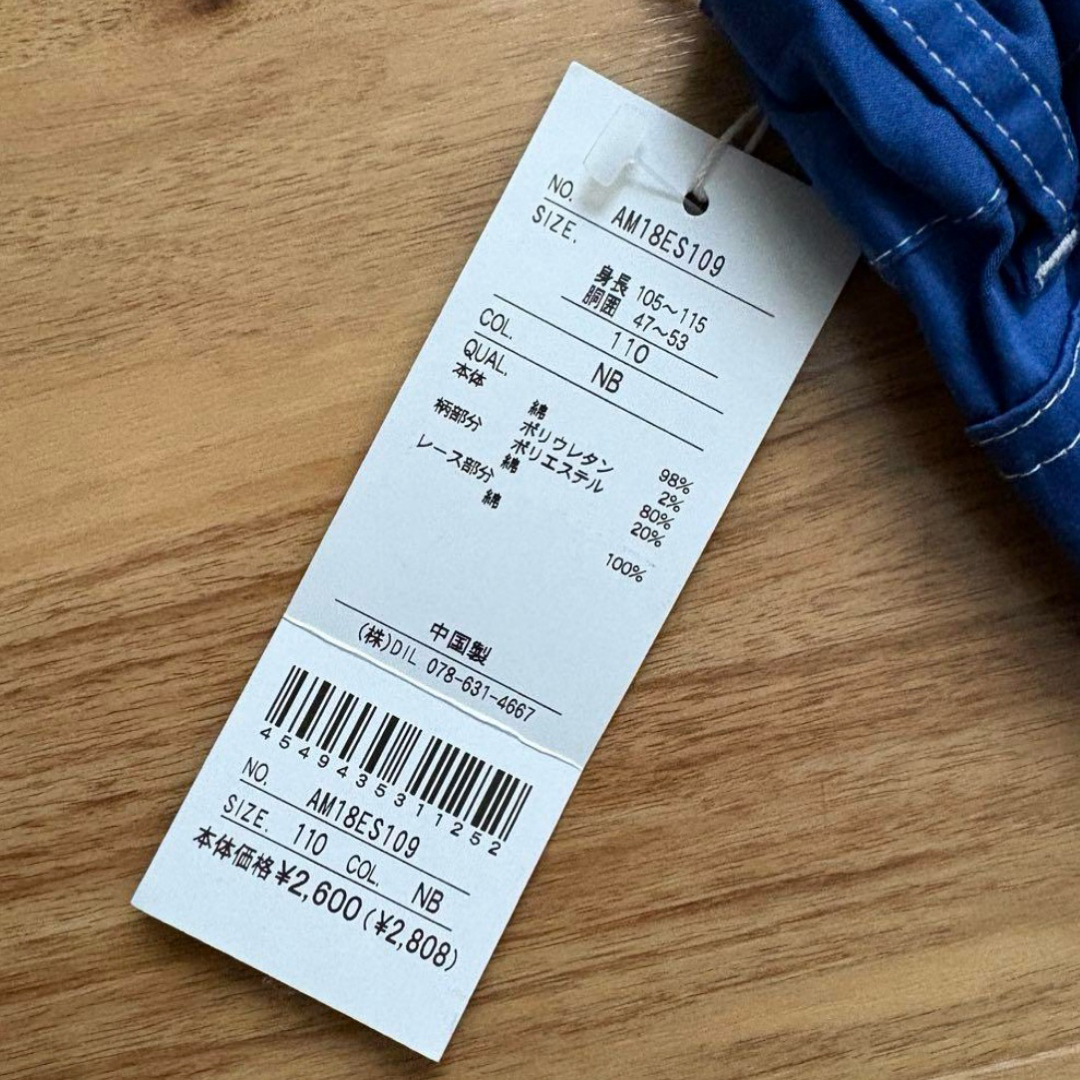 NO. AM18ES109
SIZE.
身長 105～115
胴囲 47～53
110
COL. NB
QUAL.
本体 綿 98%
ポリウレタン 2%
柄部分 ポリエステル 80%
綿 20%
レース部分
綿 100%
中国製
(株)DIL 078-631-4667
4549435311252
NO. AM18ES109
SIZE. 110 COL. NB
本体価格¥2,600(¥2,808)